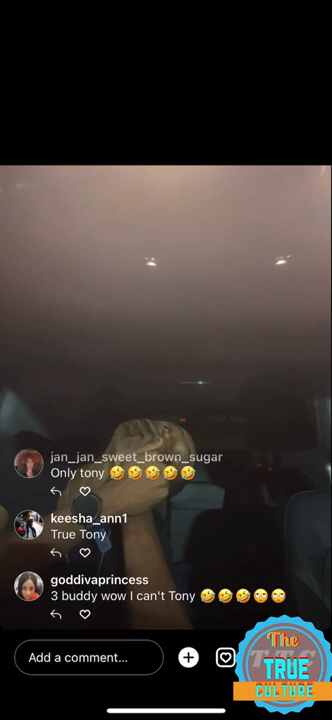 jan_jan_sweet_brown_sugar
Only tony 🤣🤣🤣🤣🤣
keesha_ann1
True Tony
goddivaprincess
3 buddy wow I can't Tony 🤣🤣🤣🙄🙄
Add a comment...
The
T.T.C
TRUE
CULTURE